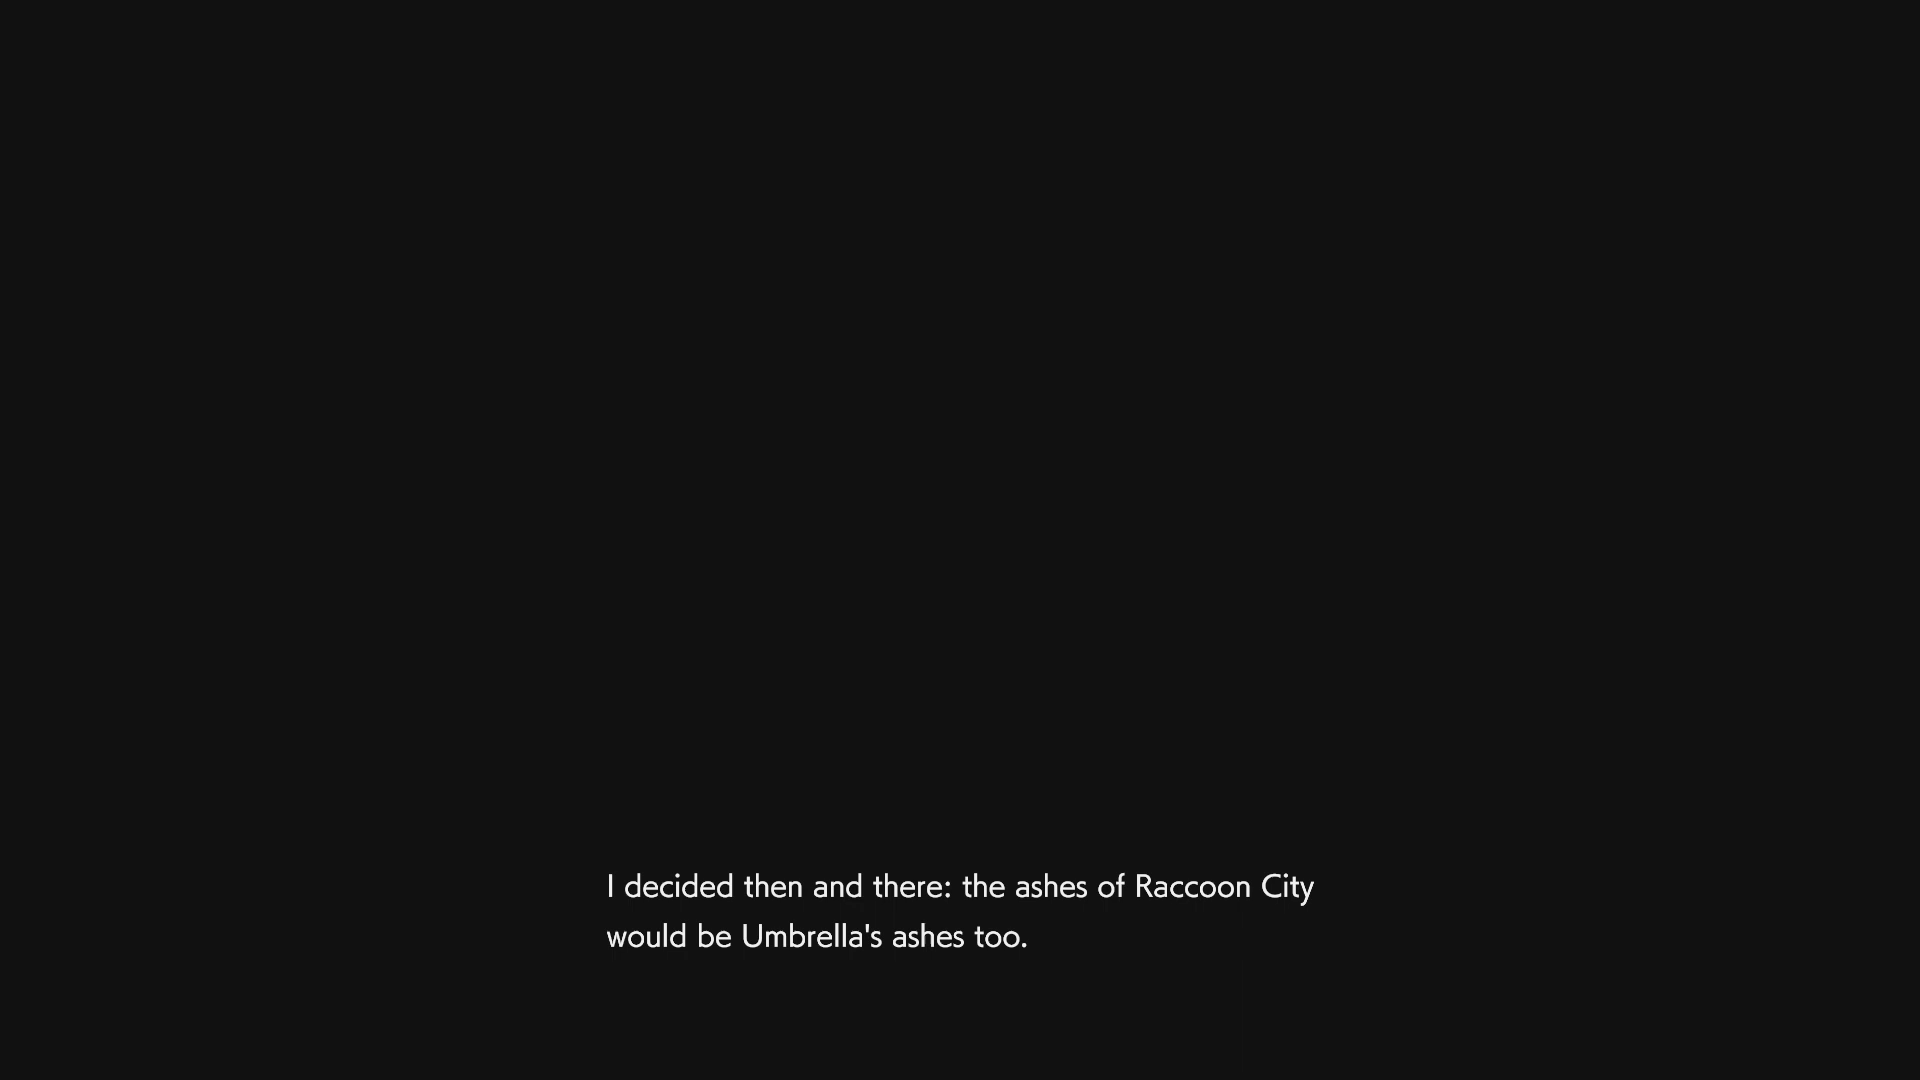 I decided then and there: the ashes of Raccoon City
would be Umbrella's ashes too.